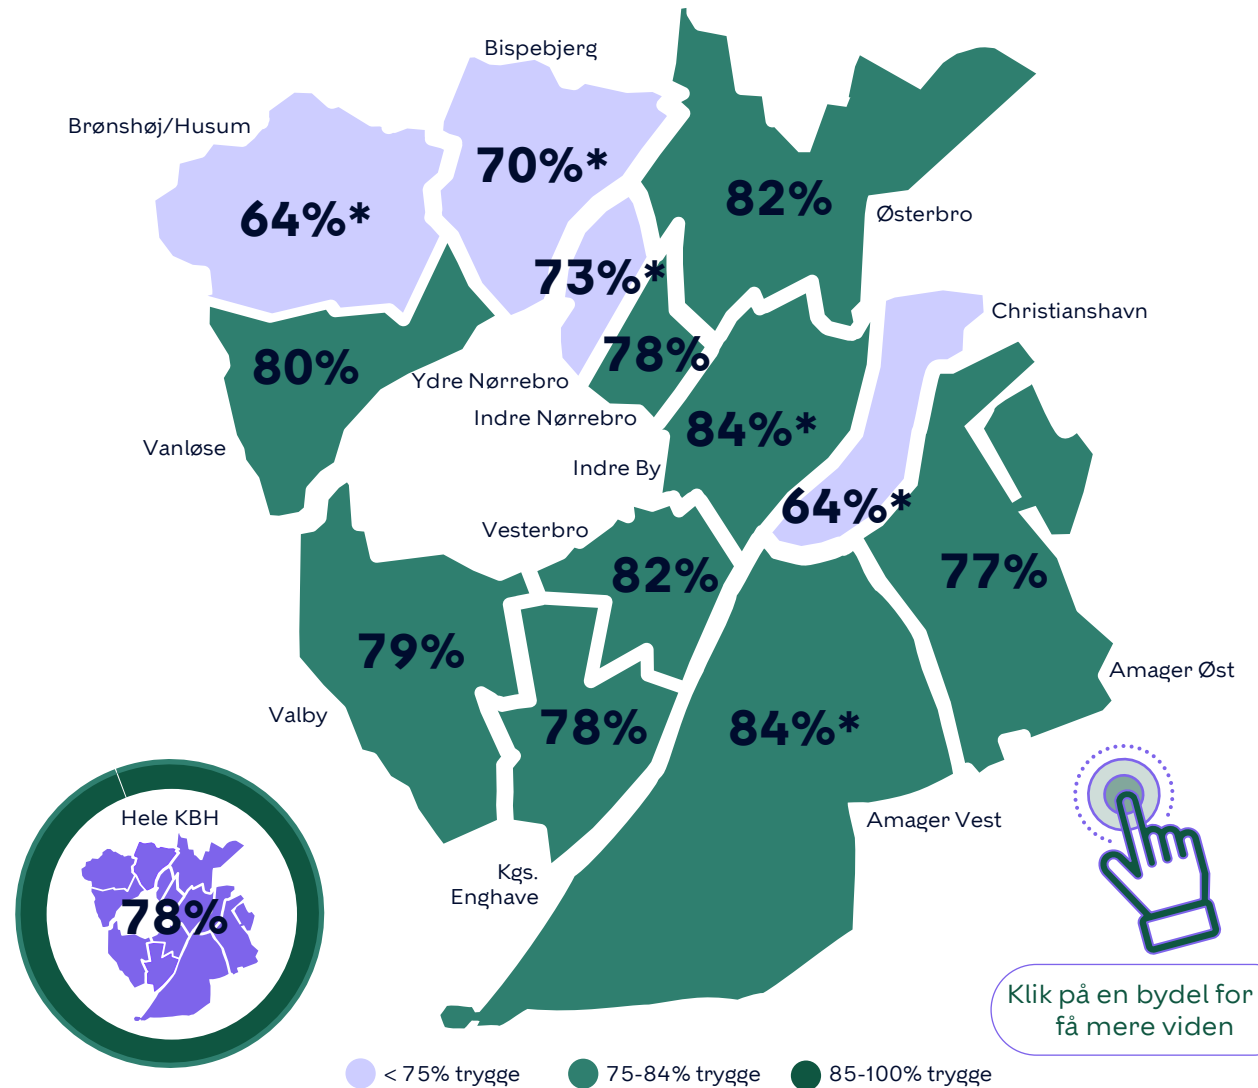 Bispebjerg
Brønshøj/Husum
70%*
82%
64%*
Østerbro
73%*
Christianshavn
78%
80%
Ydre Nørrebro
Indre Nørrebro
84%*
Vanløse
Indre By
64%*
Vesterbro
82%
77%
79%
Amager Øst
Valby
78%
84%*
Hele KBH
Amager Vest
Kgs.
Enghave
78%
Klik på en bydel for
få mere viden
< 75% trygge
75-84% trygge
85-100% trygge